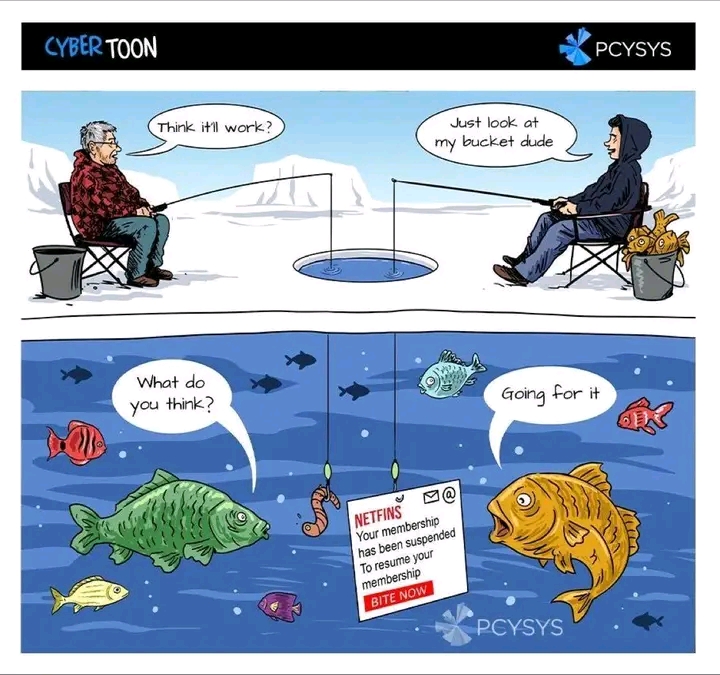 CYBER TOON
PCYSYS
Think it'll work?
Just look at
my bucket dude
What do
you think?
Going for it
NETFINS
Your membership
has been suspended
To resume your
membership
BITE NOW
PCYSYS